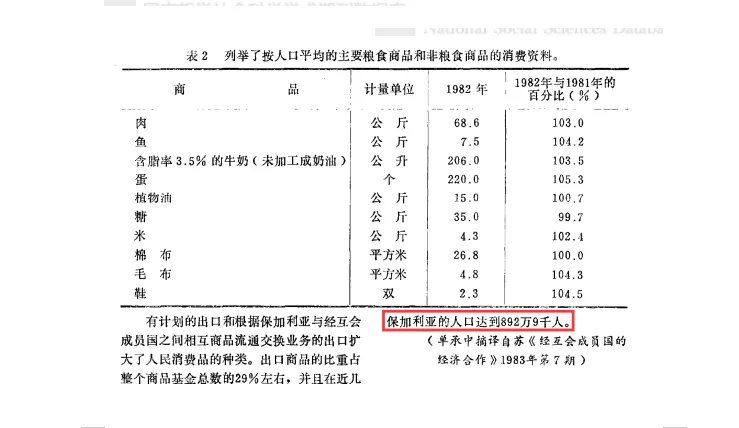 National Social Sciences Databa
表2 列举了按人口平均的主要粮食商品和非粮食商品的消费资料。
商 品 计量单位 1982年 1982年与1981年的百分比(%)
肉 公斤 68.6 103.0
鱼 公斤 7.5 104.2
含脂率3.5%的牛奶(未加工成奶油) 公升 206.0 103.5
蛋 个 220.0 105.3
植物油 公斤 15.0 100.7
糖 公斤 35.0 99.7
米 公斤 4.3 102.4
棉布 平方米 26.8 100.0
毛布 平方米 4.8 104.3
鞋 双 2.3 104.5
有计划的出口和根据保加利亚与经互会
成员国之间相互商品流通交换业务的出口扩
大了人民消费品的种类。出口商品的比重占
整个商品基金总数的29%左右,并且在近几
保加利亚的人口达到892万9千人。
(单承中摘译自苏《经互会成员国的
经济合作》1983年第7期)